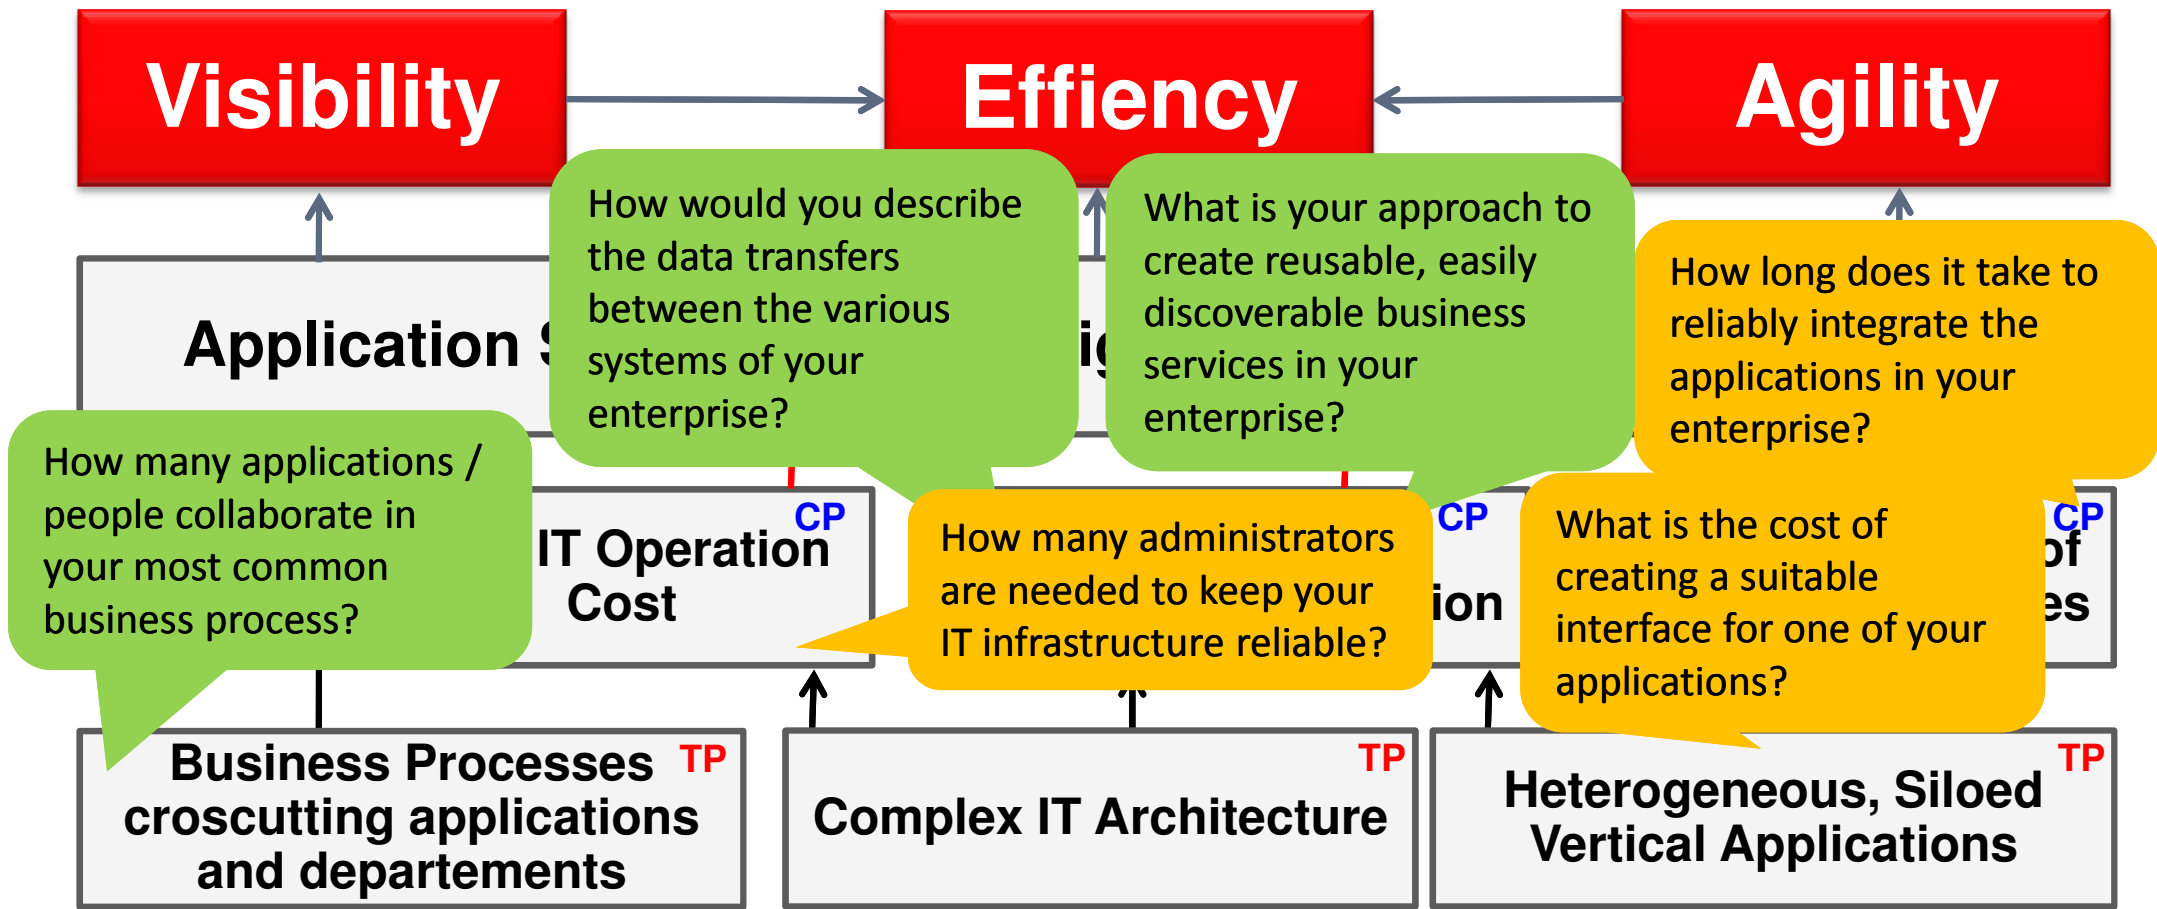 Visibility
Effiency
Agility
How would you describe
the data transfers
between the various
systems of your
enterprise?
What is your approach to
create reusable, easily
discoverable business
services in your
enterprise?
How long does it take to
reliably integrate the
applications in your
enterprise?
Application
How many applications /
people collaborate in
your most common
business process?
CP
IT Operation
Cost
How many administrators
are needed to keep your
IT infrastructure reliable?
CP
What is the cost of
creating a suitable
interface for one of your
applications?
CP
of
Business Processes
croscutting applications
and departements
TP
Complex IT Architecture
TP
Heterogeneous, Siloed
Vertical Applications
TP